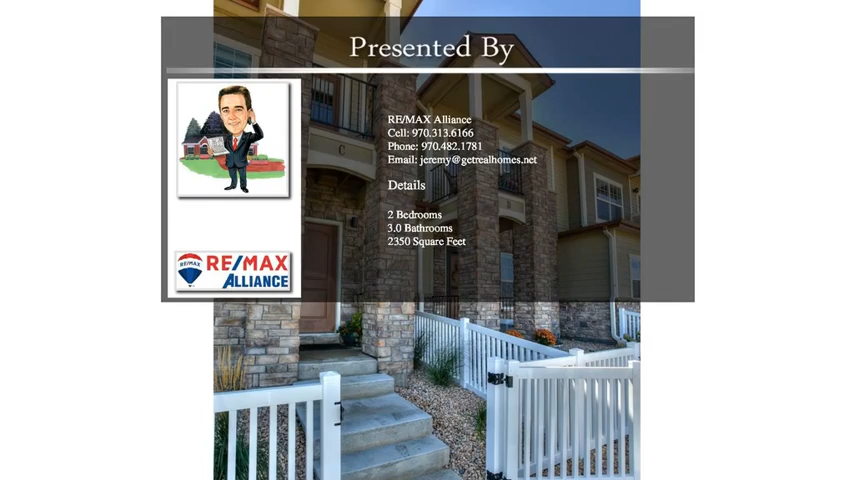 Presented By
RE/MAX Alliance
Cell: 970.313.6166
Phone: 970.482.1781
Email: jeremy@getrealhomes.net
Details
2 Bedrooms
3.0 Bathrooms
2350 Square Feet
RE/MAX
RE/MAX
ALLIANCE
C
B